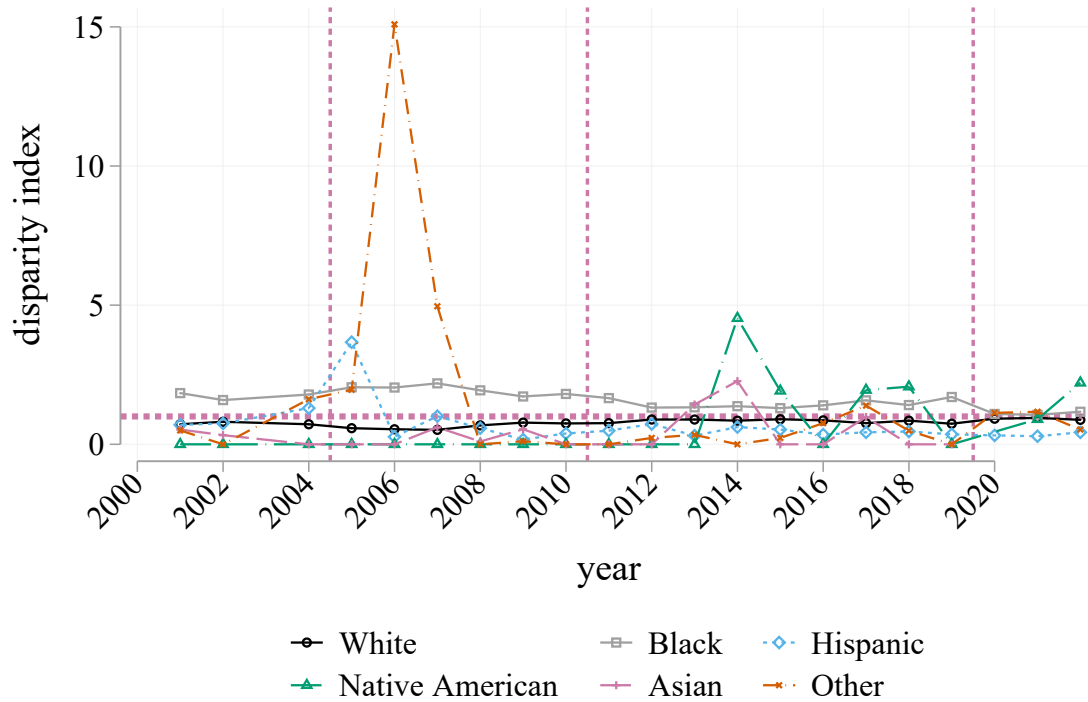 15
10
5
0
disparity index
2000 2002 2004 2006 2008 2010 2012 2014 2016 2018 2020
year
White Black Hispanic
Native American Asian Other